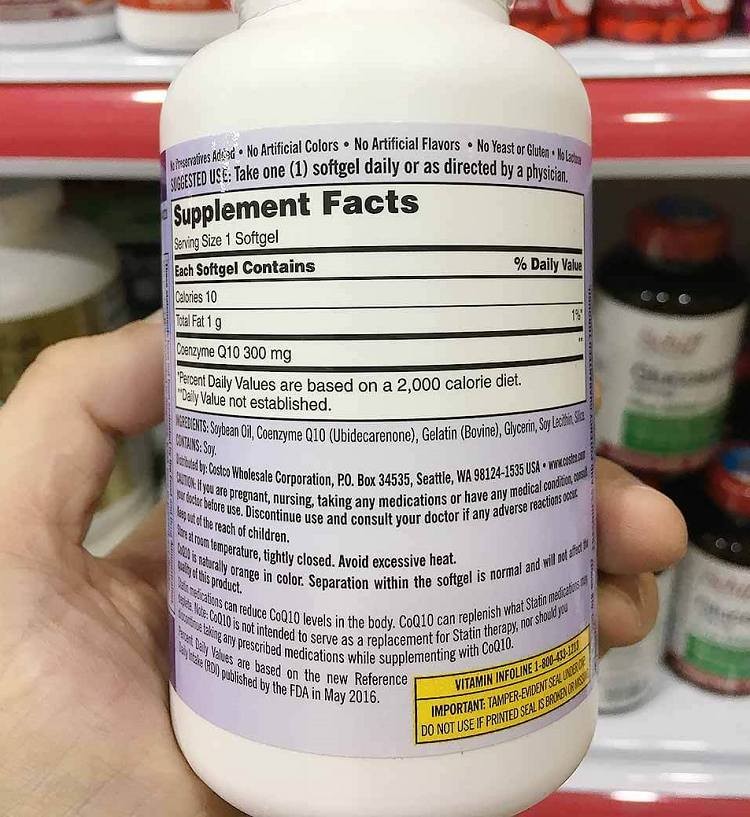 No Preservatives Added • No Artificial Colors • No Artificial Flavors • No Yeast or Gluten • No Lactose
SUGGESTED USE: Take one (1) softgel daily or as directed by a physician.
Supplement Facts
Serving Size 1 Softgel
Each Softgel Contains % Daily Value
Calories 10
Total Fat 1 g 1%*
Coenzyme Q10 300 mg **
*Percent Daily Values are based on a 2,000 calorie diet.
**Daily Value not established.
INGREDIENTS: Soybean Oil, Coenzyme Q10 (Ubidecarenone), Gelatin (Bovine), Glycerin, Soy Lecithin, Silica.
CONTAINS: Soy.
Distributed by: Costco Wholesale Corporation, P.O. Box 34535, Seattle, WA 98124-1535 USA • www.costco.com
CAUTION: If you are pregnant, nursing, taking any medications or have any medical condition, consult
your doctor before use. Discontinue use and consult your doctor if any adverse reactions occur.
Keep out of the reach of children.
Store at room temperature, tightly closed. Avoid excessive heat.
CoQ10 is naturally orange in color. Separation within the softgel is normal and will not affect the
quality of this product.
Statin medications can reduce CoQ10 levels in the body. CoQ10 can replenish what Statin medications may
deplete. Note: CoQ10 is not intended to serve as a replacement for Statin therapy, nor should you
discontinue taking any prescribed medications while supplementing with CoQ10.
Percent Daily Values are based on the new Reference
Daily Intake (RDI) published by the FDA in May 2016.
VITAMIN INFOLINE 1-800-433-1213
IMPORTANT: TAMPER-EVIDENT SEAL UNDER CAP
DO NOT USE IF PRINTED SEAL IS BROKEN OR MISSING